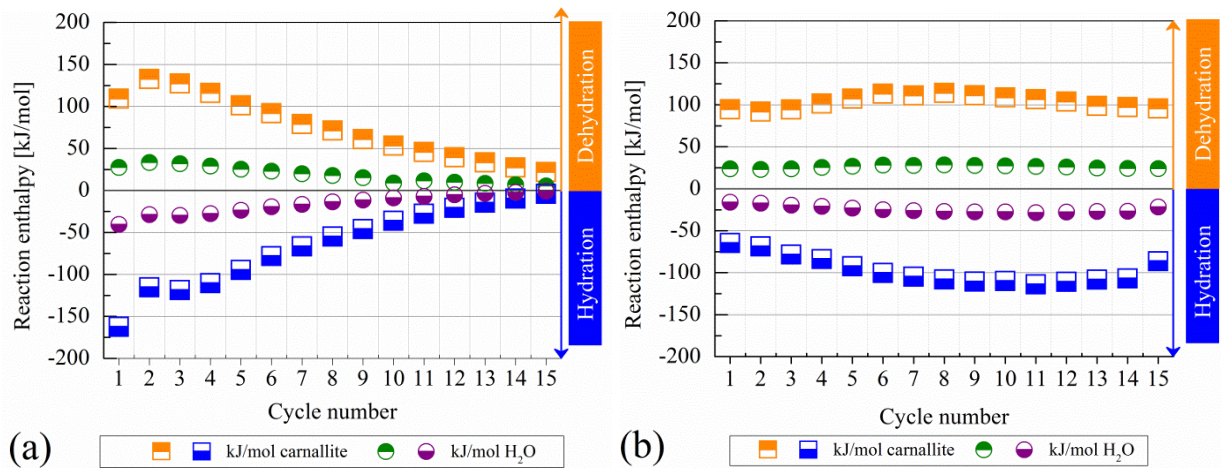 200
150
100
50
0
-50
-100
-150
-200
Reaction enthalpy [kJ/mol]
Dehydration
Hydration
1 2 3 4 5 6 7 8 9 10 11 12 13 14 15
Cycle number
(a)
kJ/mol carnallite kJ/mol H₂O
200
150
100
50
0
-50
-100
-150
-200
Reaction enthalpy [kJ/mol]
Dehydration
Hydration
1 2 3 4 5 6 7 8 9 10 11 12 13 14 15
Cycle number
(b)
kJ/mol carnallite kJ/mol H₂O